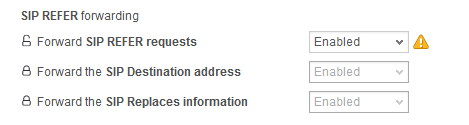 SIP REFER forwarding
Forward SIP REFER requests Enabled
Forward the SIP Destination address Enabled
Forward the SIP Replaces information Enabled